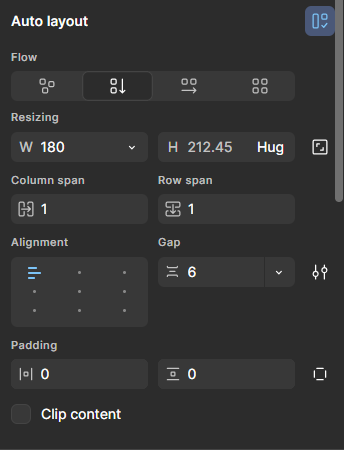 Auto layout
Flow
Resizing
W 180 H 212.45 Hug
Column span Row span
1 1
Alignment Gap
6
Padding
0 0
Clip content